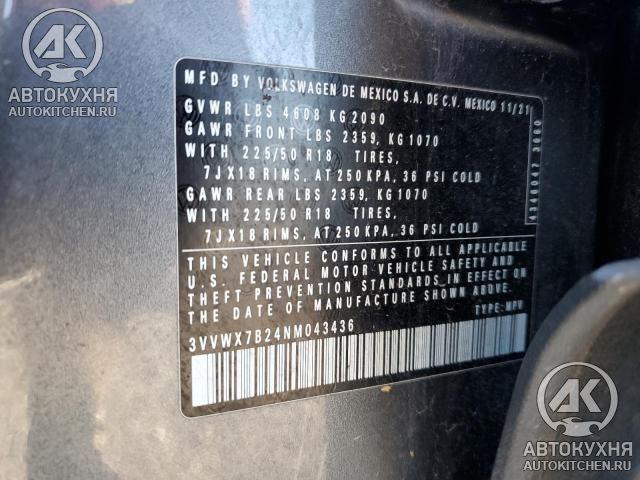 AK
АВТОКУХНЯ
AUTOKITCHEN.RU
MFD BY VOLKSWAGEN DE MEXICO S.A. DE C.V. MEXICO 11/21
GVWR LBS 4608 KG 2090
GAWR FRONT LBS 2359, KG 1070
WITH 225/50 R18 TIRES,
7JX18 RIMS, AT 250 KPA, 36 PSI COLD
GAWR REAR LBS 2359, KG 1070
WITH 225/50 R18 TIRES,
7JX18 RIMS, AT 250 KPA, 36 PSI COLD
THIS VEHICLE CONFORMS TO ALL APPLICABLE
U.S. FEDERAL MOTOR VEHICLE SAFETY AND
THEFT PREVENTION STANDARDS IN EFFECT ON
THE DATE OF MANUFACTURE SHOWN ABOVE
TYPE: MPV
3VVWX7B24NM043436
AK
АВТОКУХНЯ
AUTOKITCHEN.RU